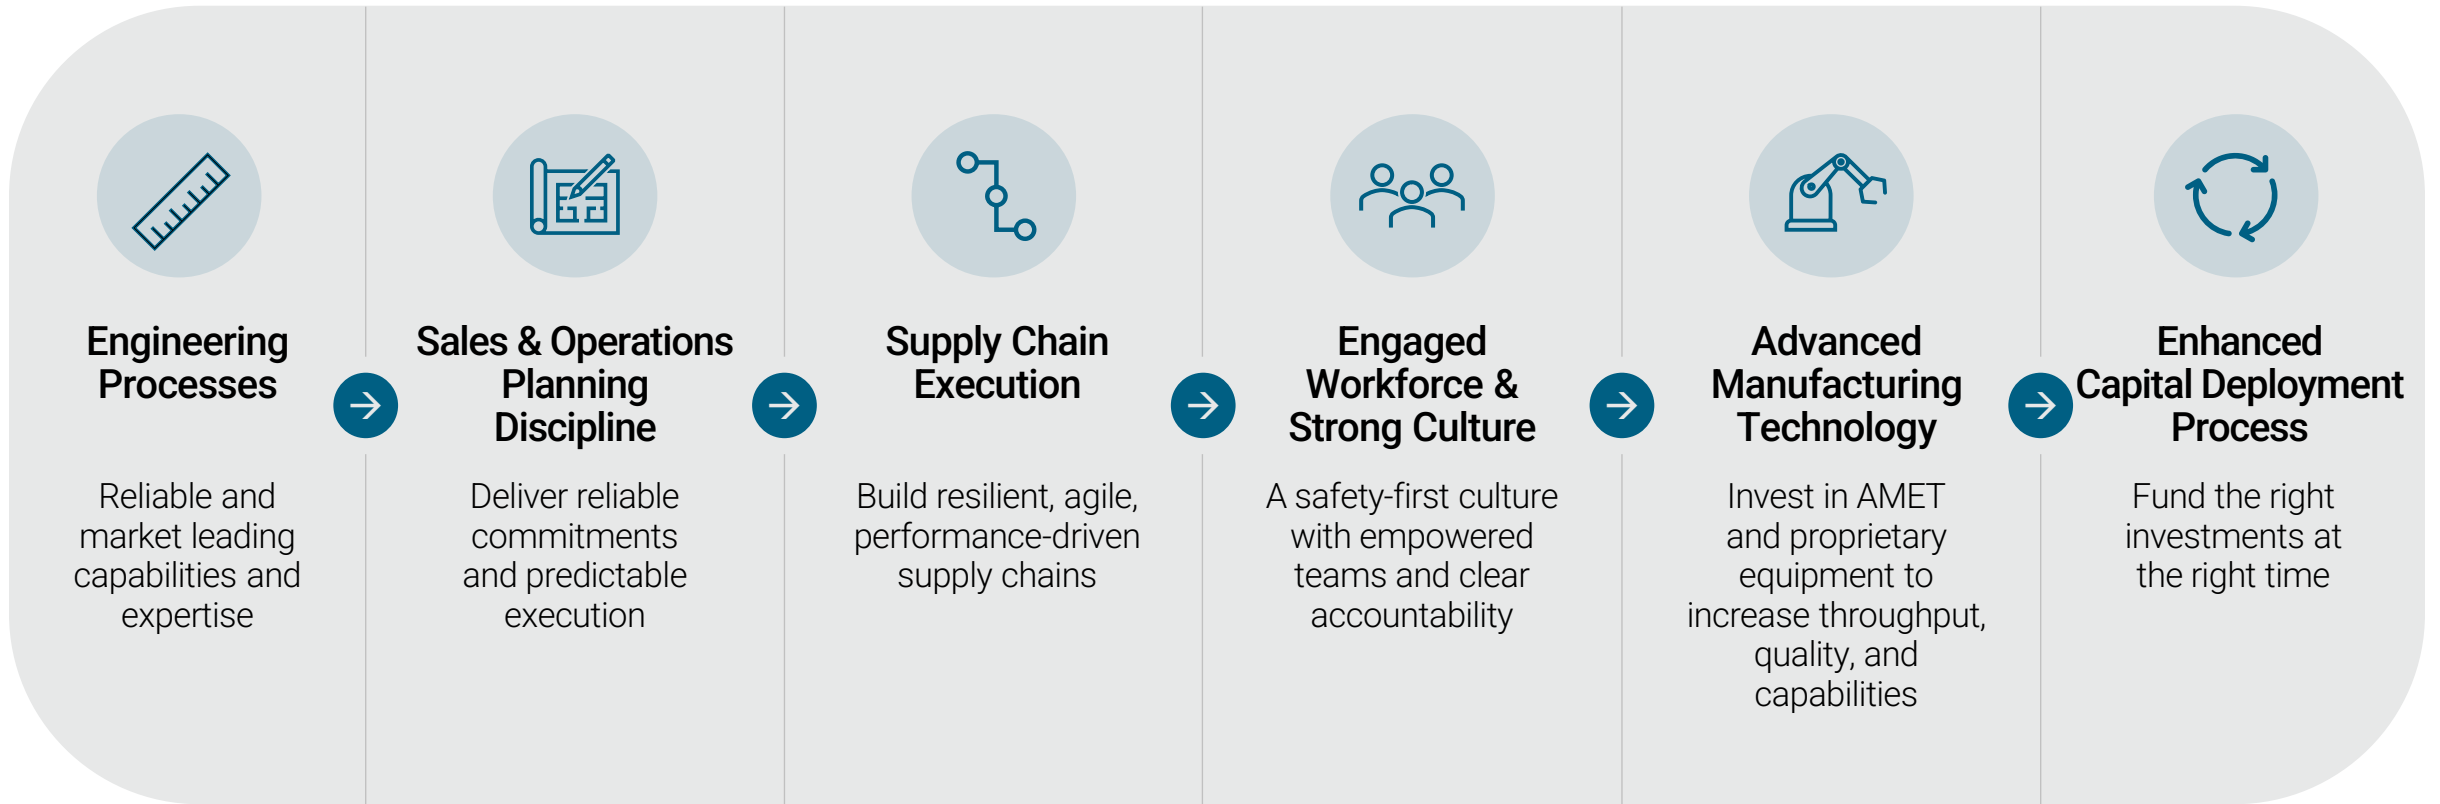 Engineering
Processes
Reliable and
market leading
capabilities and
expertise
Sales & Operations
Planning
Discipline
Deliver reliable
commitments
and predictable
execution
Supply Chain
Execution
Build resilient, agile,
performance-driven
supply chains
Engaged
Workforce &
Strong Culture
A safety-first culture
with empowered
teams and clear
accountability
Advanced
Manufacturing
Technology
Invest in AMET
and proprietary
equipment to
increase throughput,
quality, and
capabilities
Enhanced
Capital Deployment
Process
Fund the right
investments at
the right time